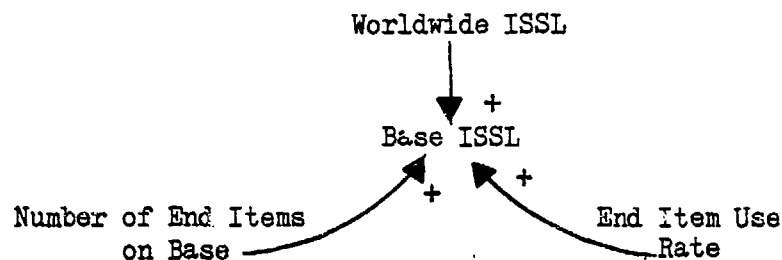 Worldwide ISSL
+
Base ISSL
+ +
Number of End Items
on Base
End Item Use
Rate